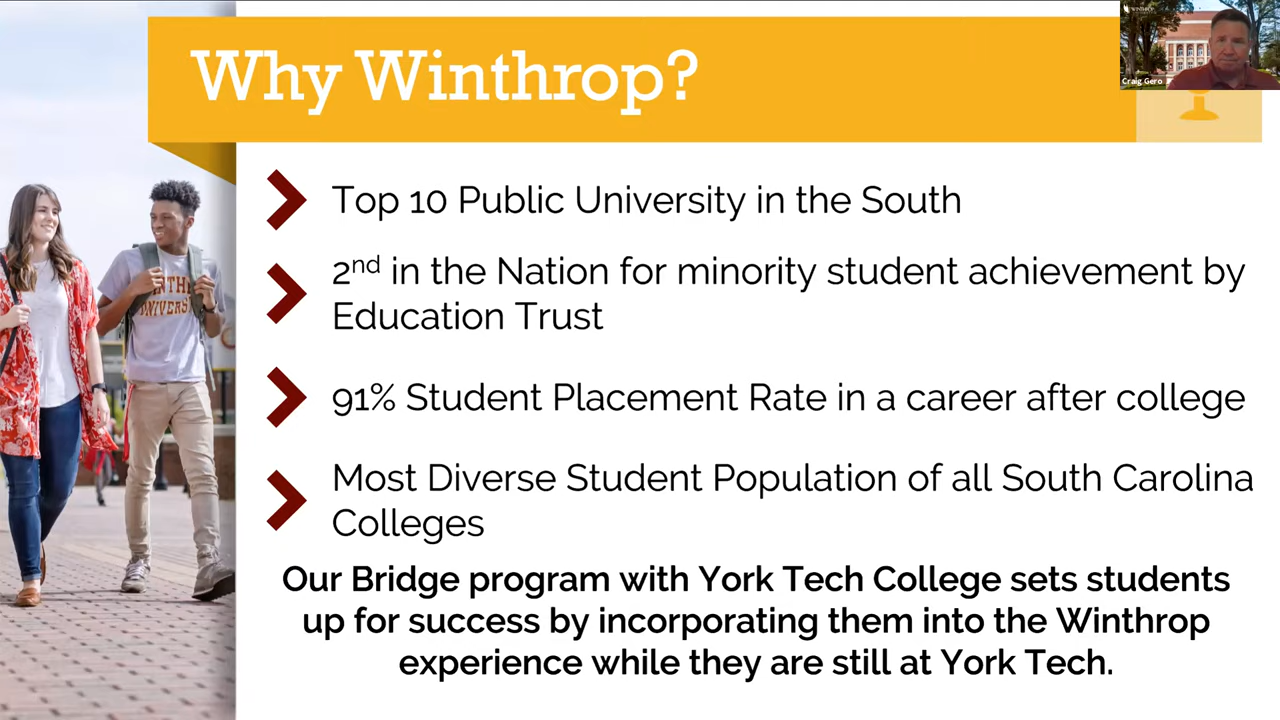 Why Winthrop?
WINTHROP
Craig Gero
Top 10 Public University in the South
2nd in the Nation for minority student achievement by
Education Trust
91% Student Placement Rate in a career after college
Most Diverse Student Population of all South Carolina
Colleges
Our Bridge program with York Tech College sets students
up for success by incorporating them into the Winthrop
experience while they are still at York Tech.